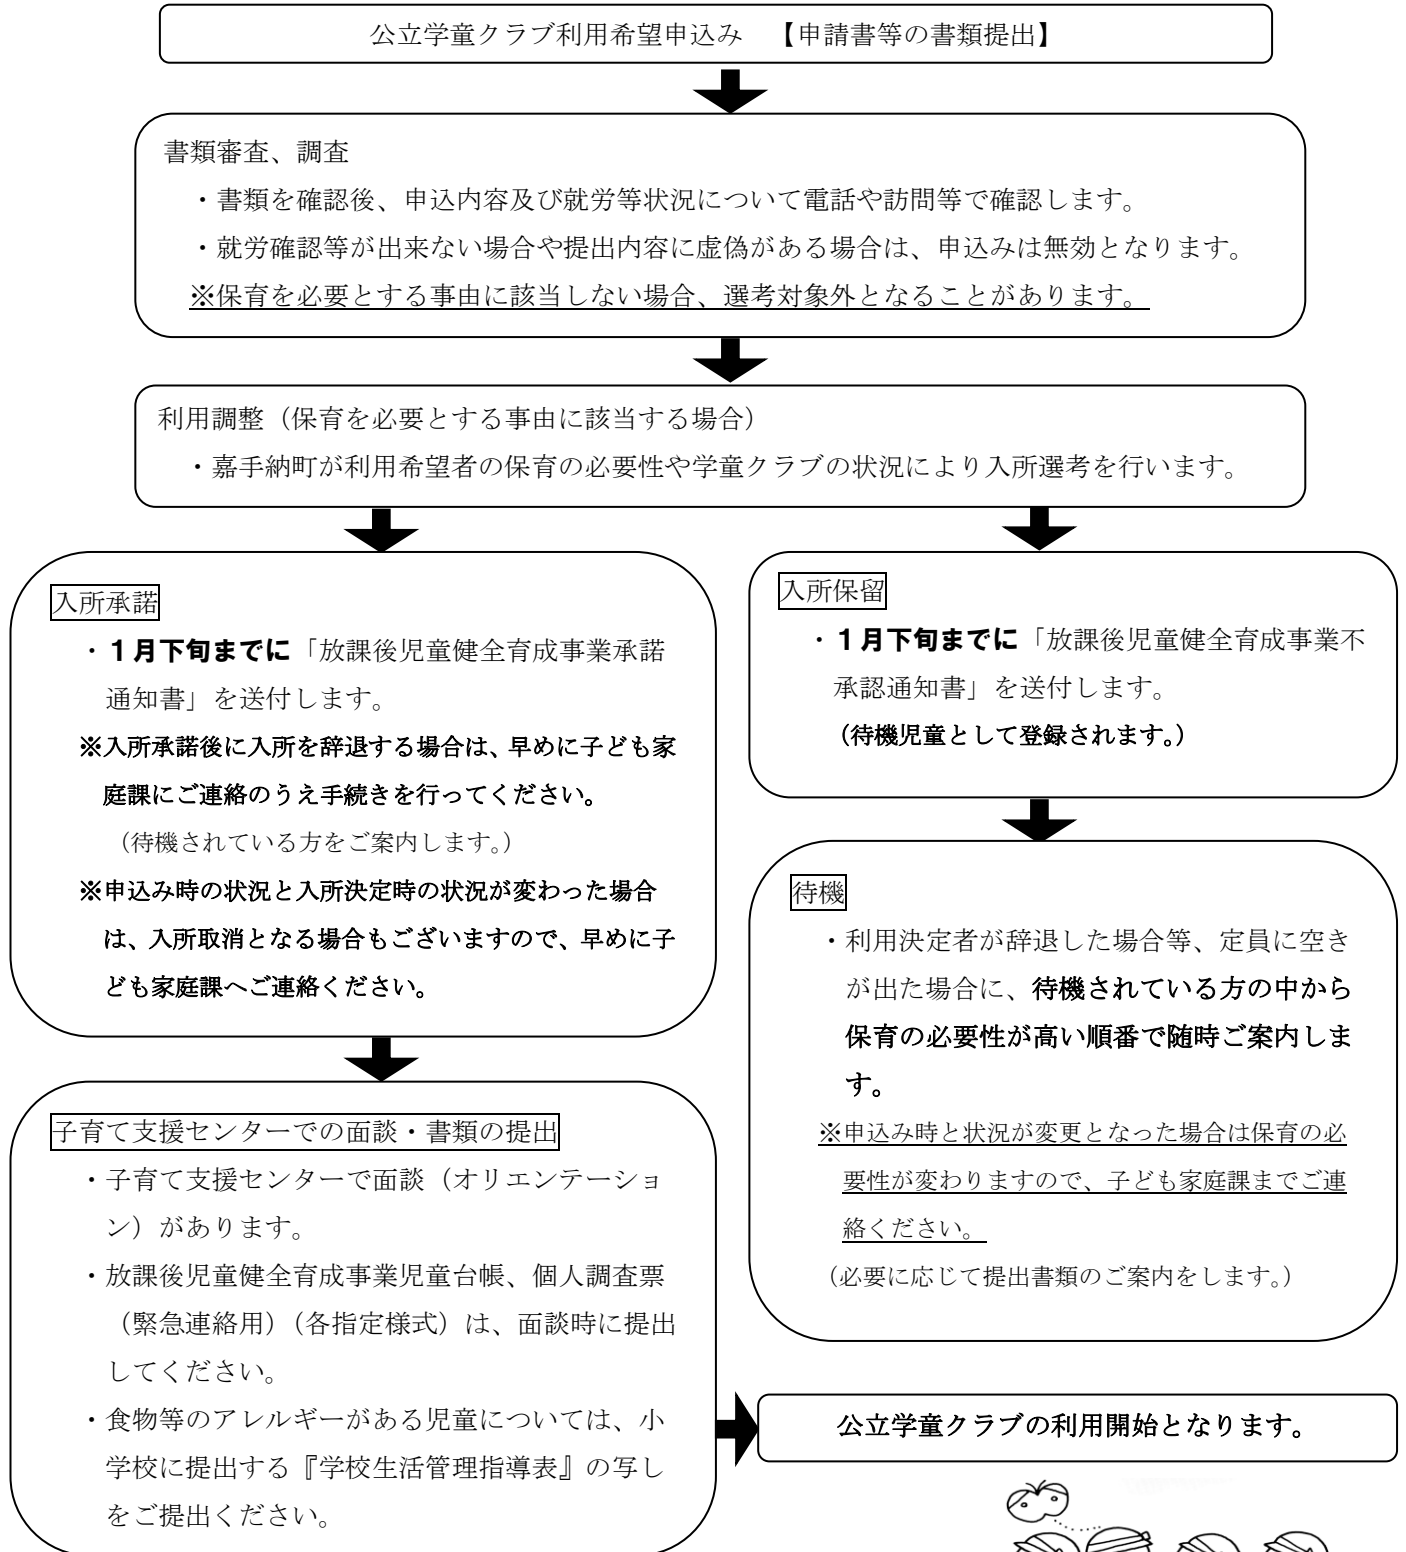 公立学童クラブ利用希望申込み　【申請書等の書類提出】
書類審査、調査
・書類を確認後、申込内容及び就労等状況について電話や訪問等で確認します。
・就労確認等が出来ない場合や提出内容に虚偽がある場合は、申込みは無効となります。
※保育を必要とする事由に該当しない場合、選考対象外となることがあります。
利用調整（保育を必要とする事由に該当する場合）
・嘉手納町が利用希望者の保育の必要性や学童クラブの状況により入所選考を行います。
入所承諾
・１月下旬までに「放課後児童健全育成事業承諾
通知書」を送付します。
※入所承諾後に入所を辞退する場合は、早めに子ども家
庭課にご連絡のうえ手続きを行ってください。
（待機されている方をご案内します。）
※申込み時の状況と入所決定時の状況が変わった場合
は、入所取消となる場合もございますので、早めに子
ども家庭課へご連絡ください。
子育て支援センターでの面談・書類の提出
・子育て支援センターで面談（オリエンテーショ
ン）があります。
・放課後児童健全育成事業児童台帳、個人調査票
（緊急連絡用）（各指定様式）は、面談時に提出
してください。
・食物等のアレルギーがある児童については、小
学校に提出する『学校生活管理指導表』の写し
をご提出ください。
入所保留
・１月下旬までに「放課後児童健全育成事業不
承認通知書」を送付します。
（待機児童として登録されます。）
待機
・利用決定者が辞退した場合等、定員に空き
が出た場合に、待機されている方の中から
保育の必要性が高い順番で随時ご案内しま
す。
※申込み時と状況が変更となった場合は保育の必
要性が変わりますので、子ども家庭課までご連
絡ください。
（必要に応じて提出書類のご案内をします。）
公立学童クラブの利用開始となります。